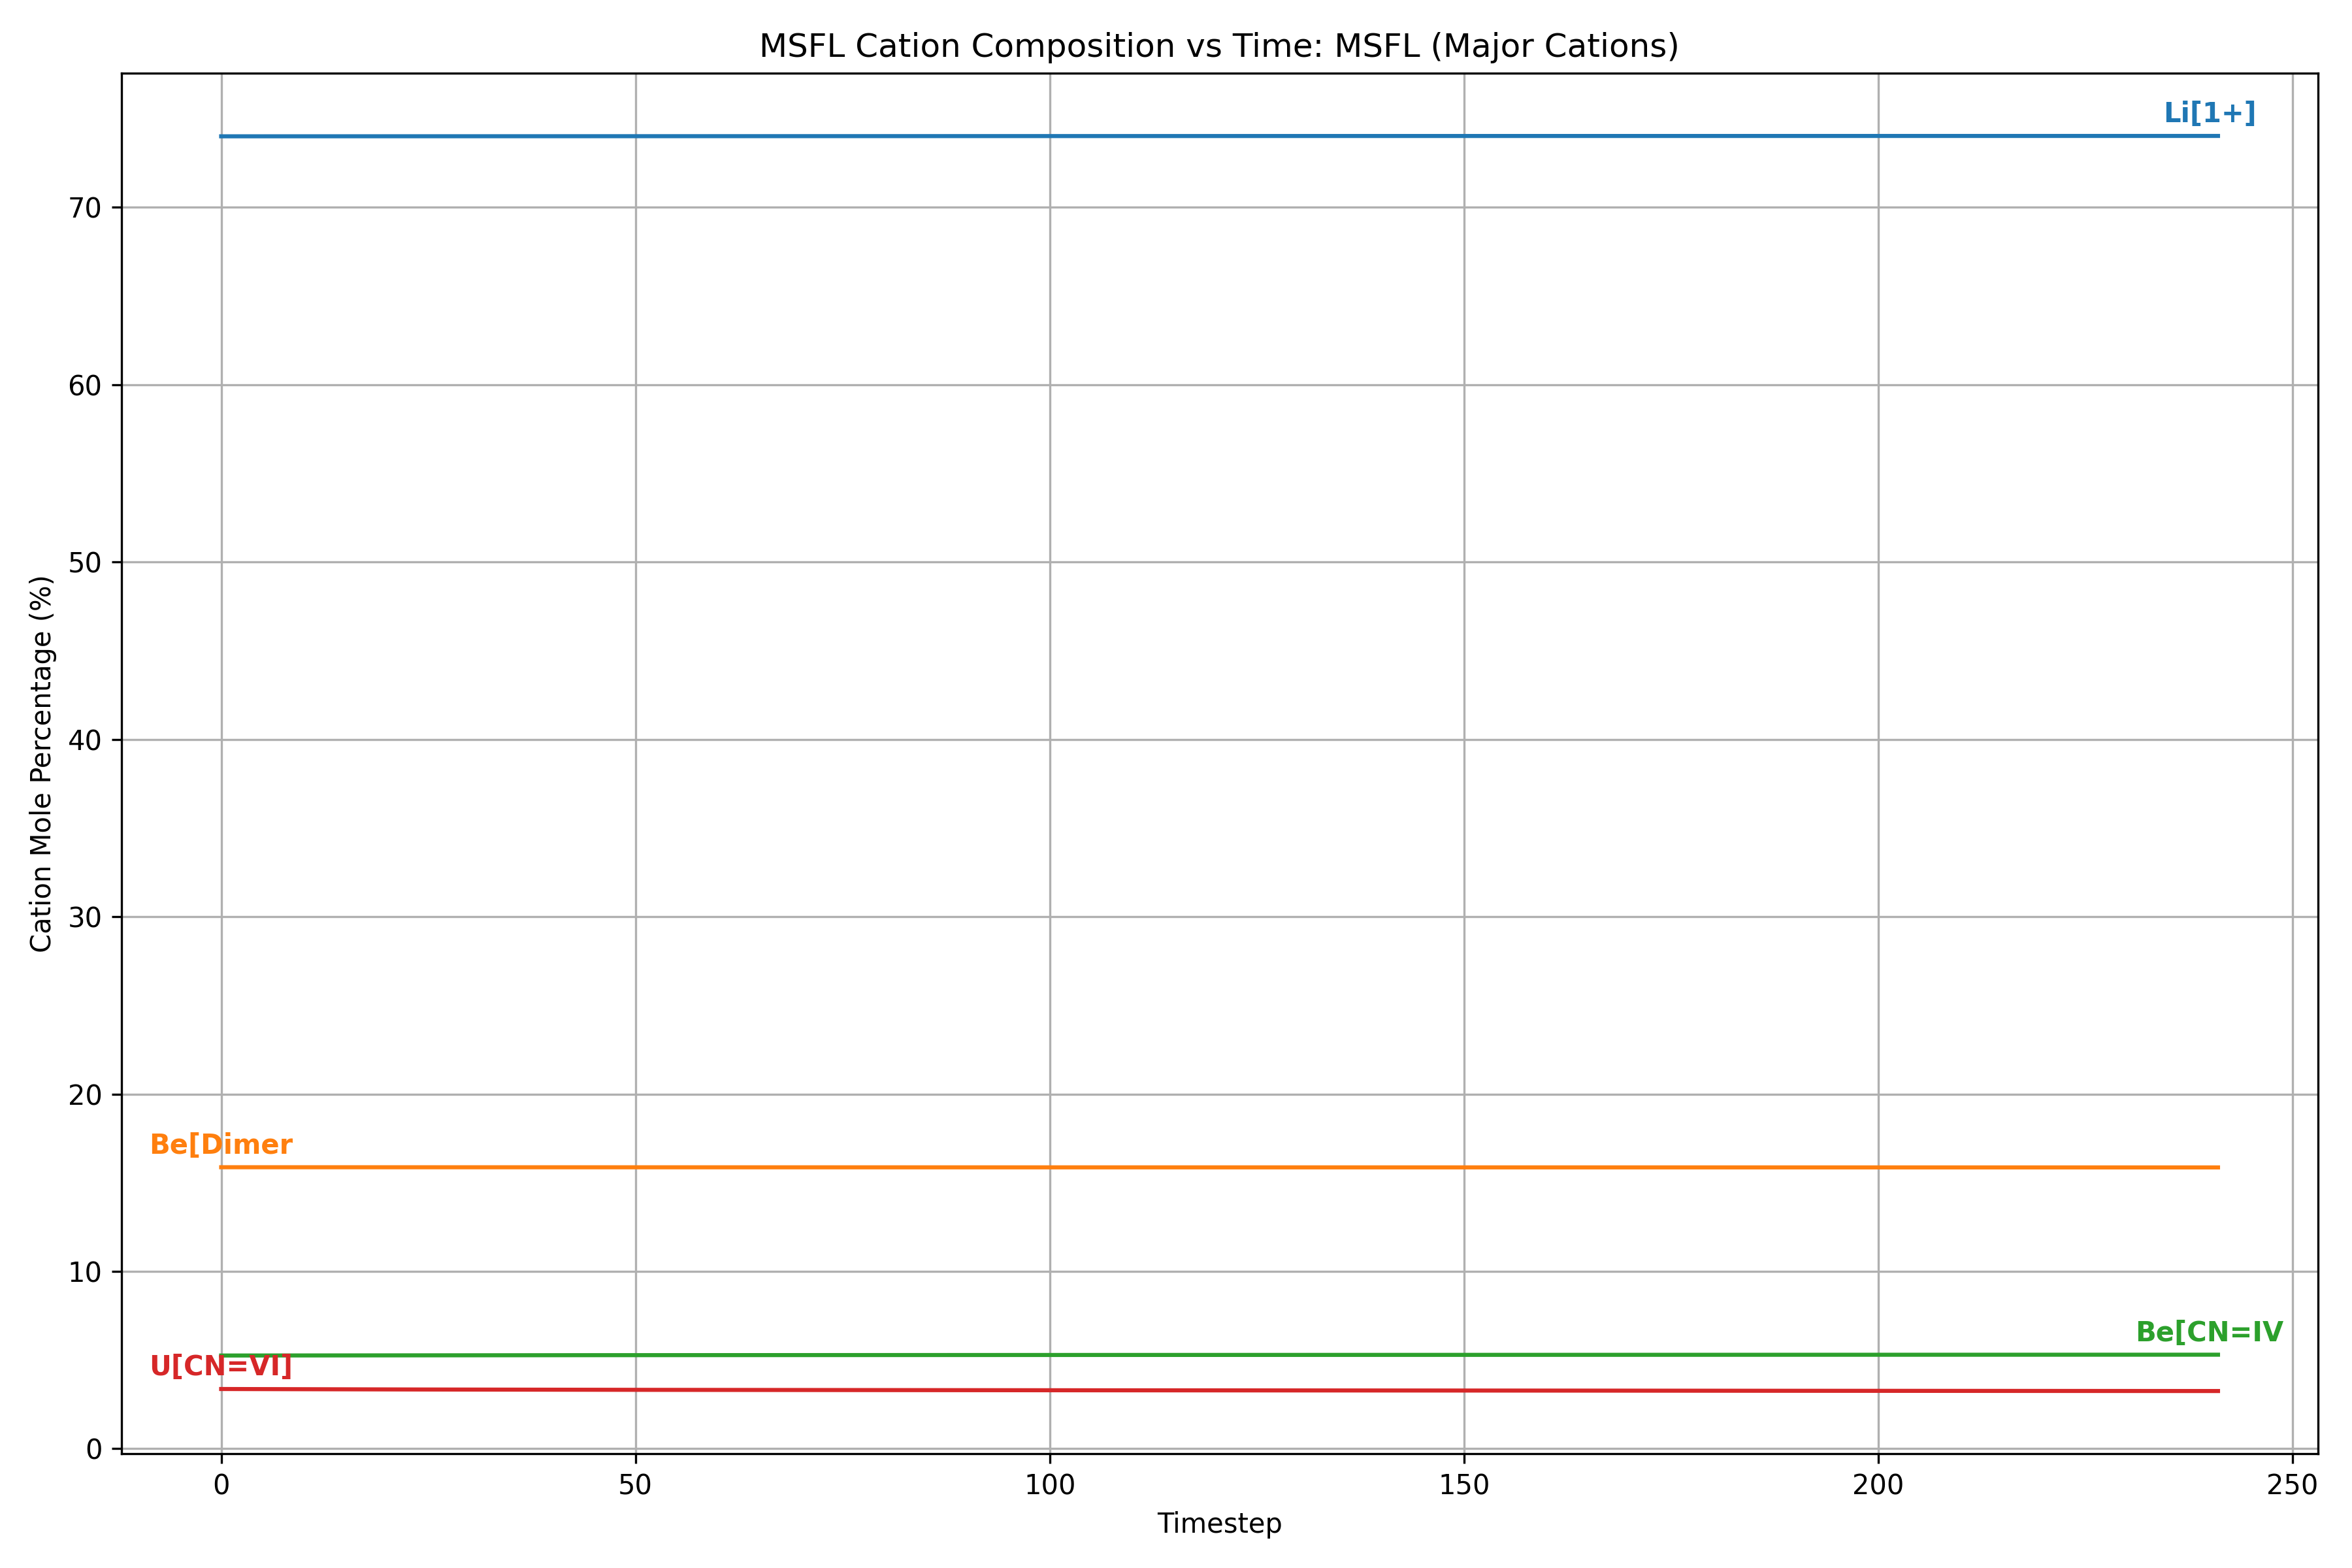 MSFL Cation Composition vs Time: MSFL (Major Cations)
Li[1+]
70
60
50
Cation Mole Percentage (%)
40
30
20
Be[Dimer
10
Be[CN=IV
U[CN=VI]
0
0 50 100 150 200 250
Timestep